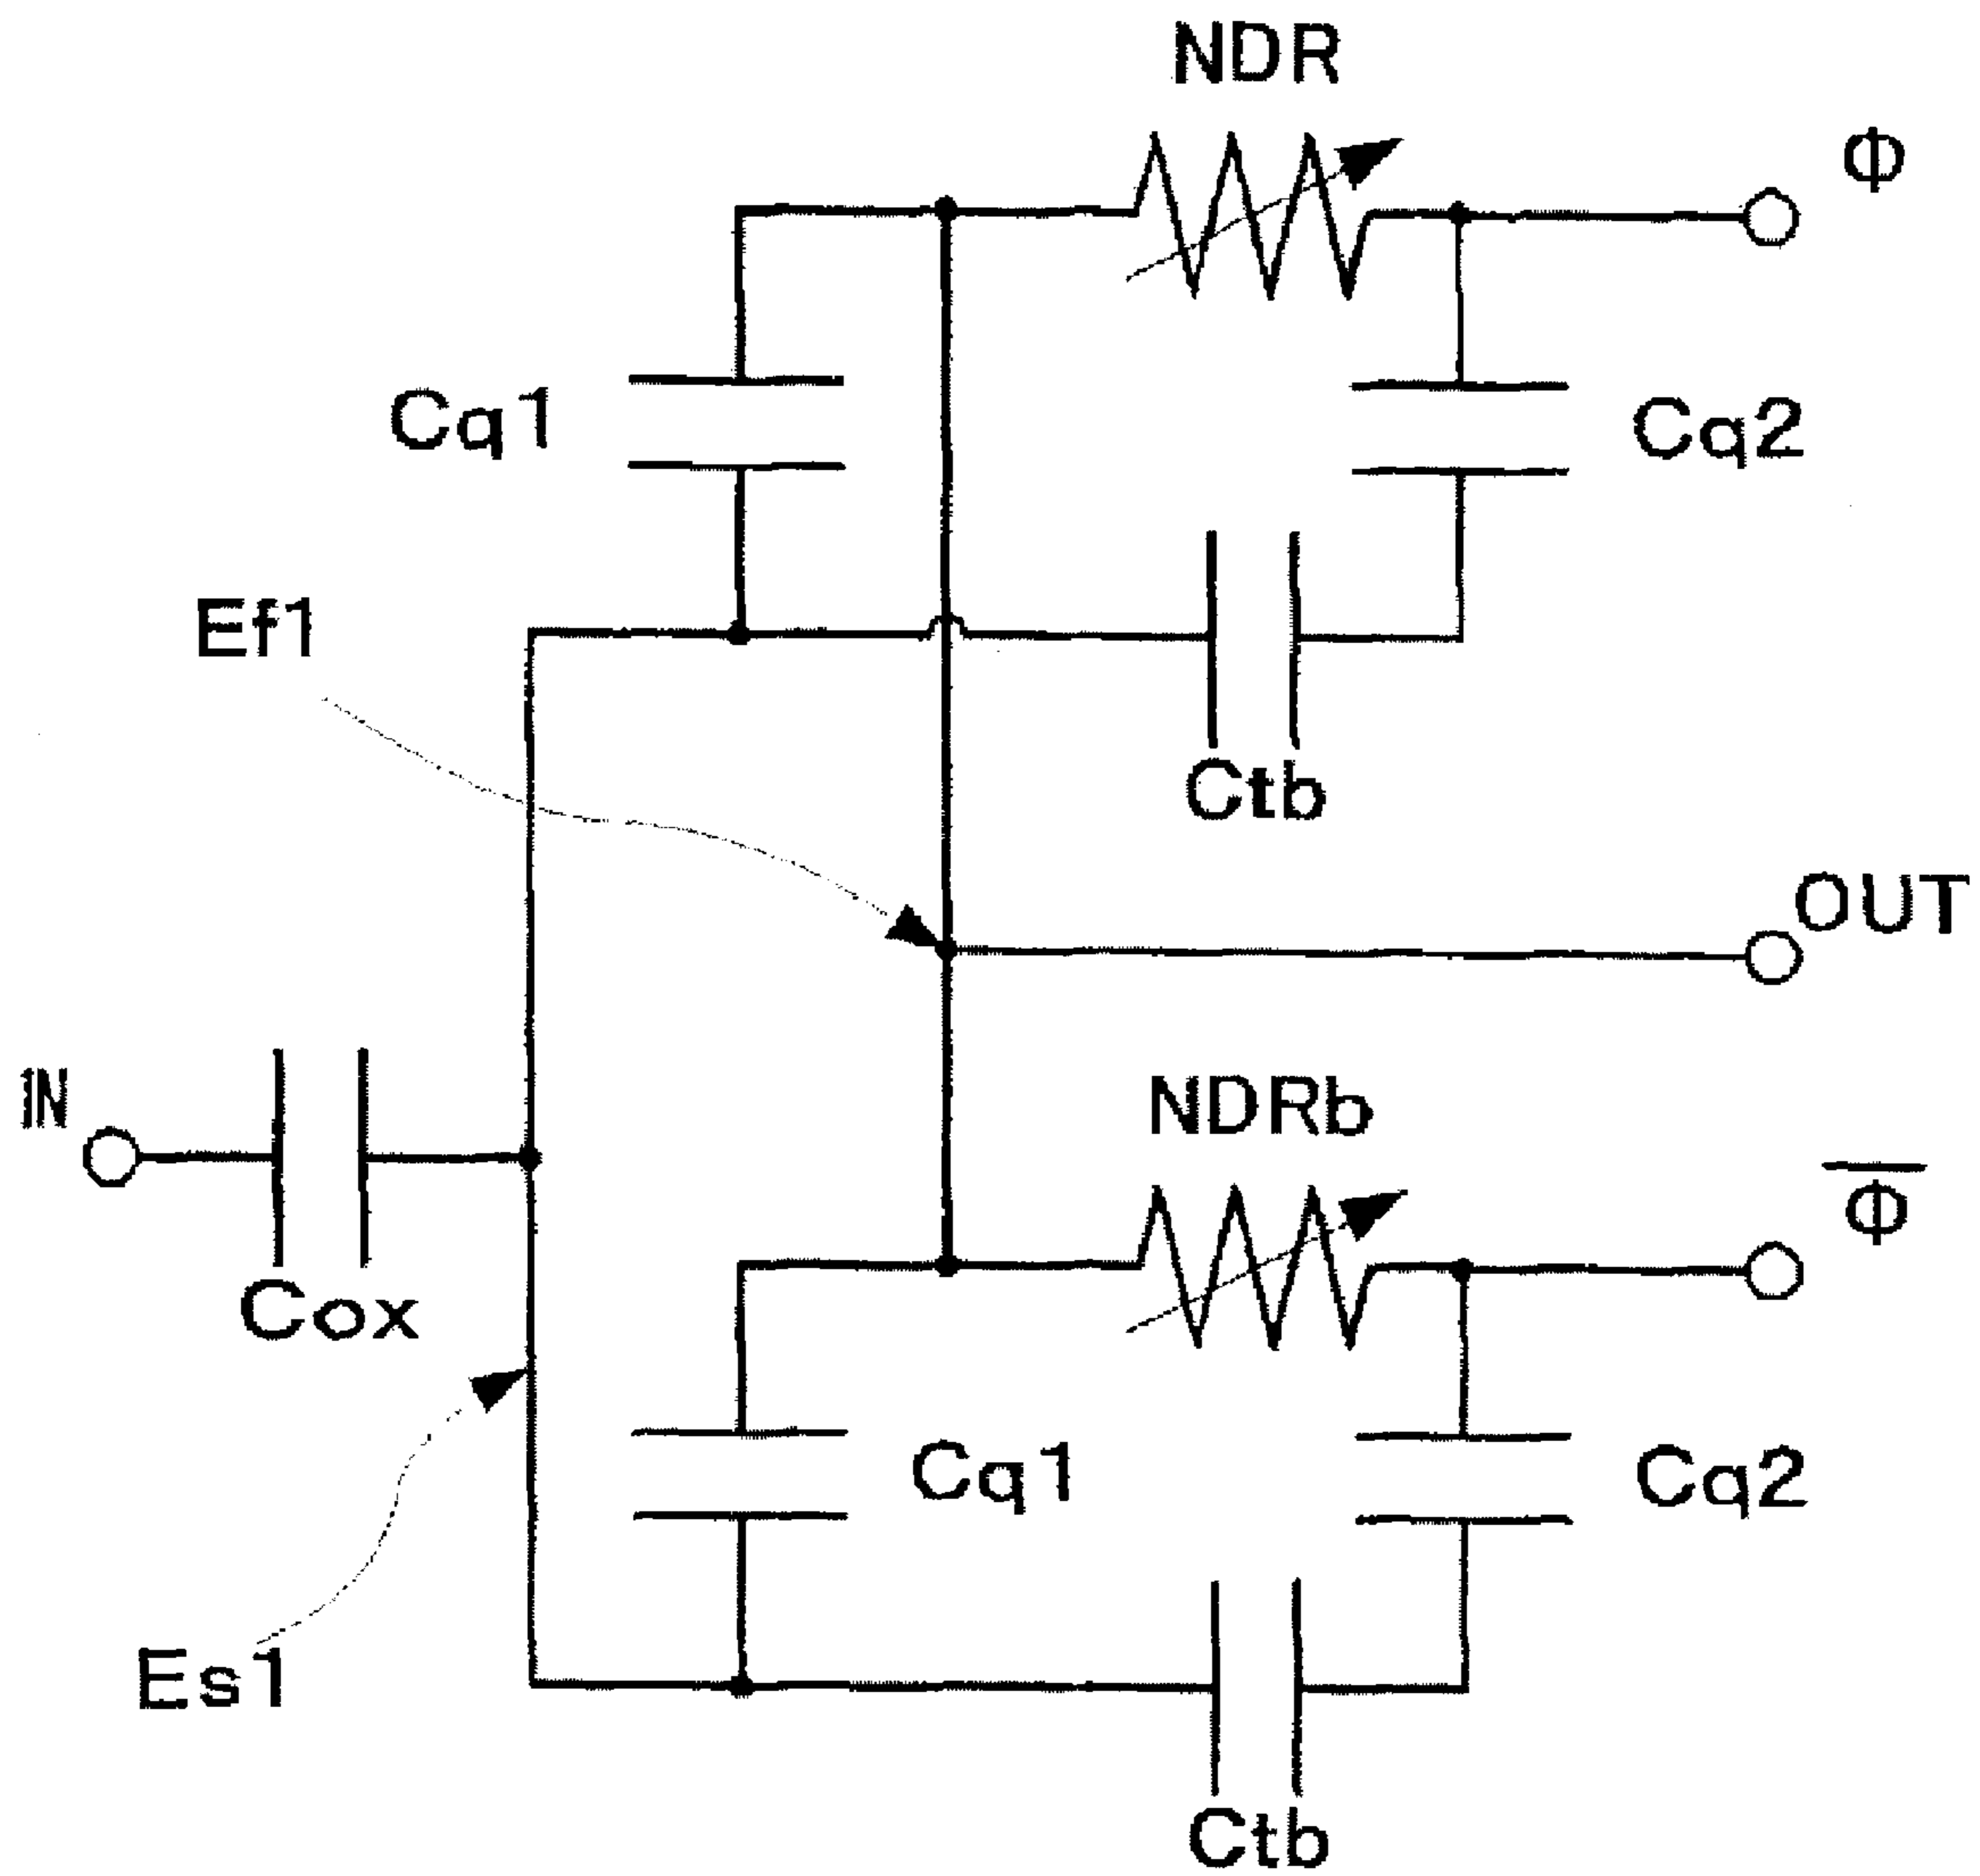 NDR
Φ
Cq1
Cq2
Ef1
Ctb
OUT
IN
NDRb
Φ̅
Cox
Cq1
Cq2
Es1
Ctb